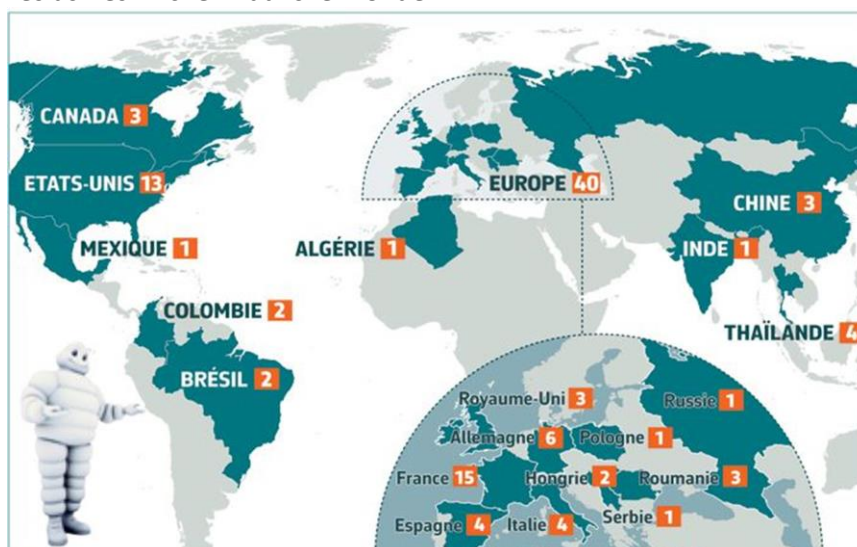 CANADA 3
ETATS-UNIS 13
EUROPE 40
CHINE 3
MEXIQUE 1
ALGÉRIE 1
INDE 1
COLOMBIE 2
THAÏLANDE 4
BRÉSIL 2
Royaume-Uni 3
Russie 1
Allemagne 6
Pologne 1
France 15
Hongrie 2
Roumanie 3
Espagne 4
Italie 4
Serbie 1